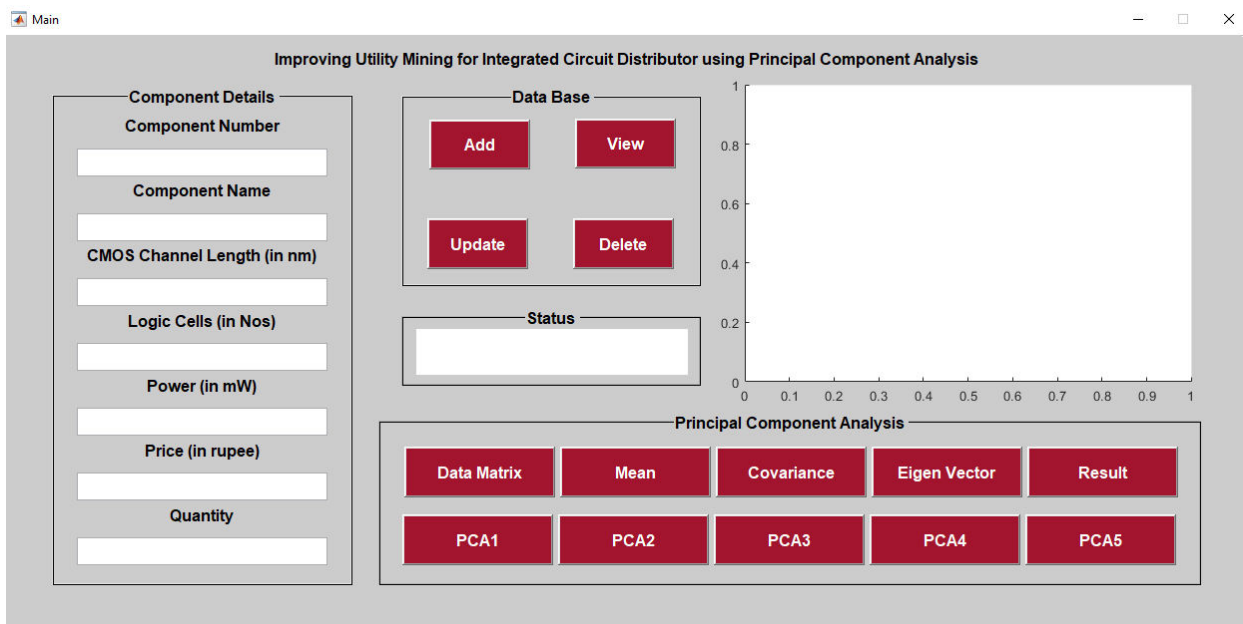 Main
Improving Utility Mining for Integrated Circuit Distributor using Principal Component Analysis
Component Details
Component Number
Component Name
CMOS Channel Length (in nm)
Logic Cells (in Nos)
Power (in mW)
Price (in rupee)
Quantity
Data Base
Add
View
Update
Delete
Status
1
0.8
0.6
0.4
0.2
0
0 0.1 0.2 0.3 0.4 0.5 0.6 0.7 0.8 0.9 1
Principal Component Analysis
Data Matrix
Mean
Covariance
Eigen Vector
Result
PCA1
PCA2
PCA3
PCA4
PCA5